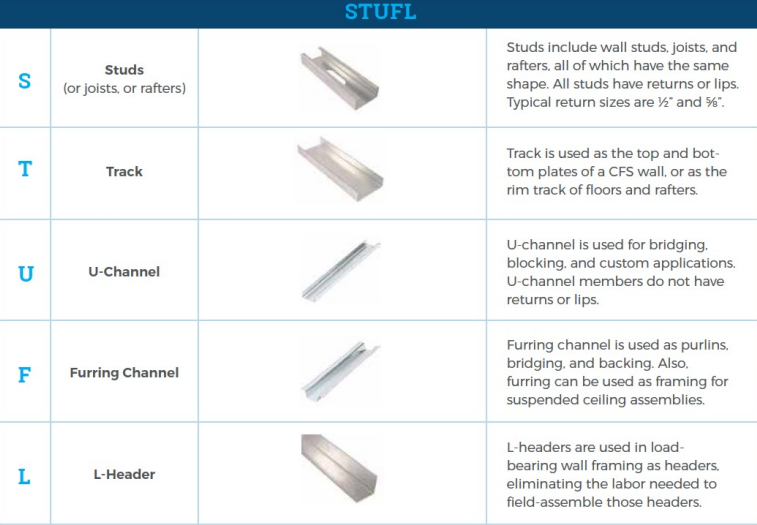 STUFL
S
Studs
(or joists, or rafters)
Studs include wall studs, joists, and
rafters, all of which have the same
shape. All studs have returns or lips.
Typical return sizes are ½” and ⅝”.
T
Track
Track is used as the top and bot-
tom plates of a CFS wall, or as the
rim track of floors and rafters.
U
U-Channel
U-channel is used for bridging,
blocking, and custom applications.
U-channel members do not have
returns or lips.
F
Furring Channel
Furring channel is used as purlins,
bridging, and backing. Also,
furring can be used as framing for
suspended ceiling assemblies.
L
L-Header
L-headers are used in load-
bearing wall framing as headers,
eliminating the labor needed to
field-assemble those headers.